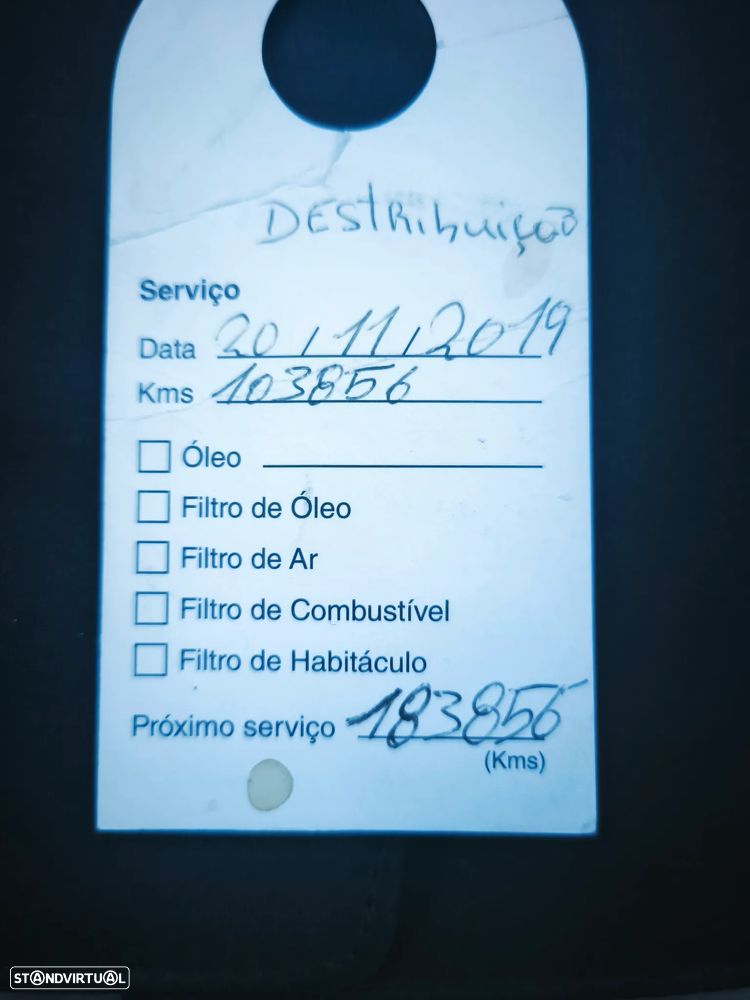 DEStRibuiçãO
Serviço
Data 20/11/2019
Kms 103856
Óleo
Filtro de Óleo
Filtro de Ar
Filtro de Combustível
Filtro de Habitáculo
Próximo serviço 183856
(Kms)
STANDVIRTUAL